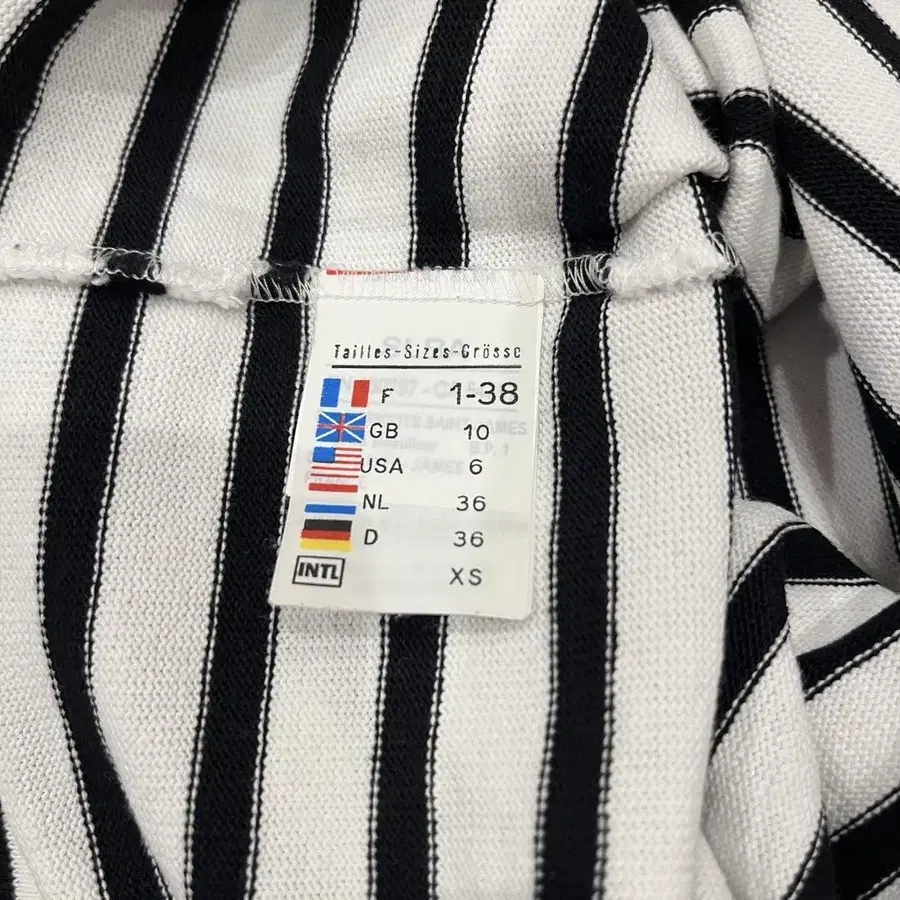 Tailles-Sizes-Grösse
F 1-38
GB 10
USA 6
NL 36
D 36
INTL XS